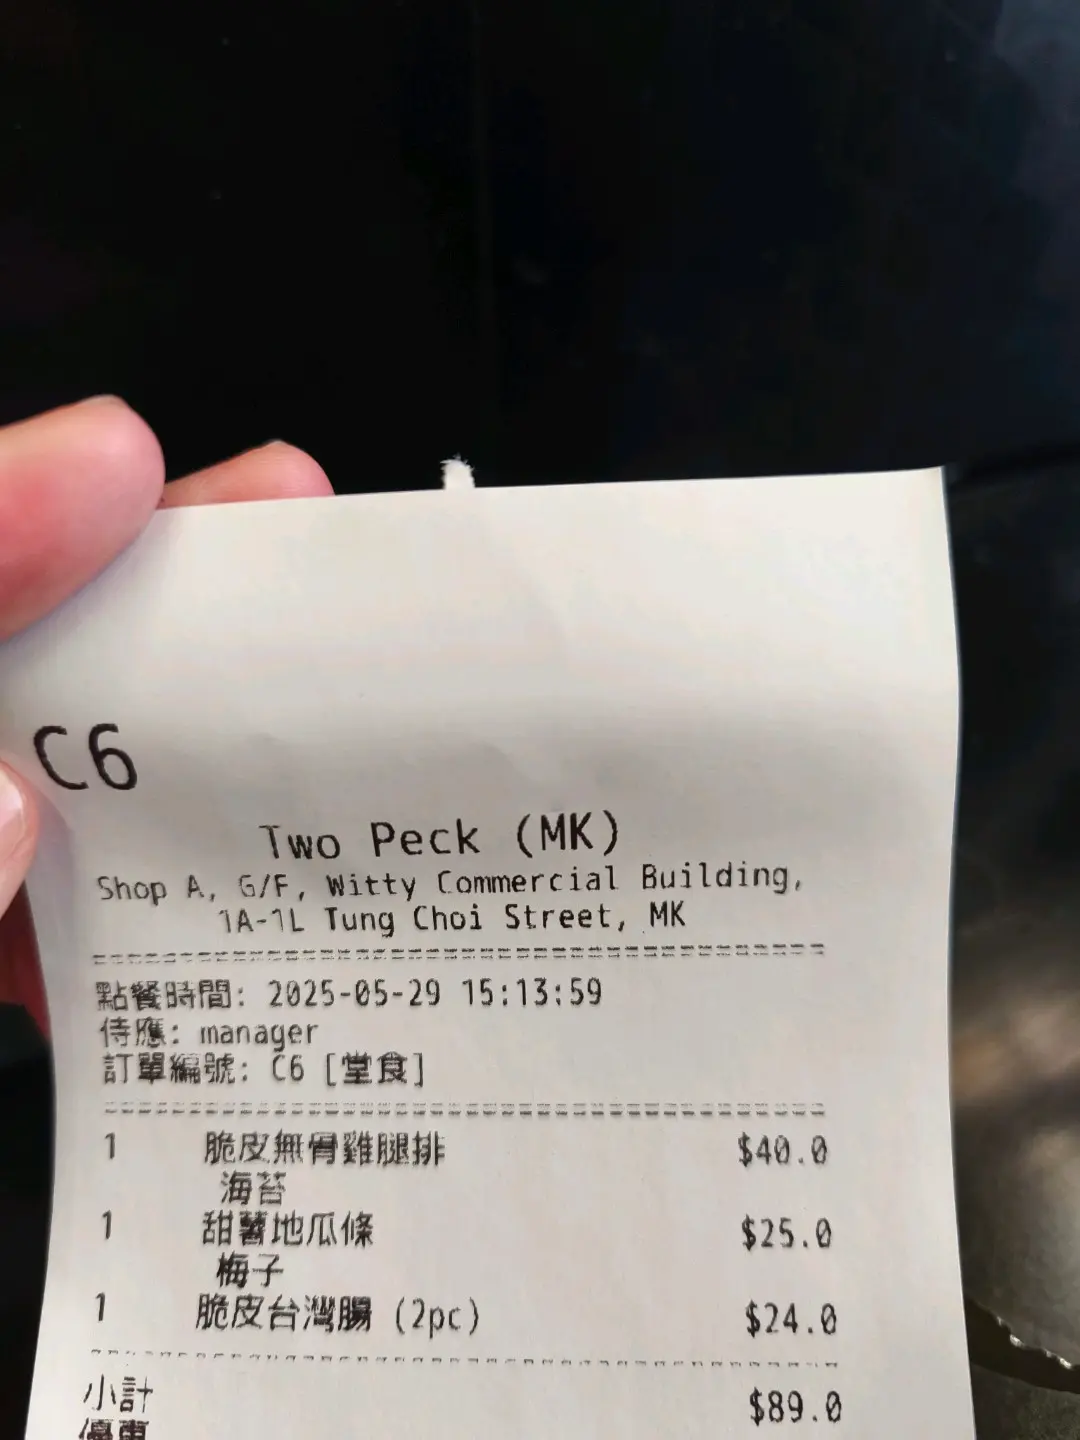 C6
Two Peck (MK)
Shop A, G/F, Witty Commercial Building,
1A-1L Tung Choi Street, MK
點餐時間: 2025-05-29 15:13:59
侍應: manager
訂單編號: C6 [堂食]
1 脆皮無骨雞腿排 $40.0
海苔
1 甜薯地瓜條 $25.0
梅子
1 脆皮台灣腸 (2pc) $24.0
小計 $89.0
優惠